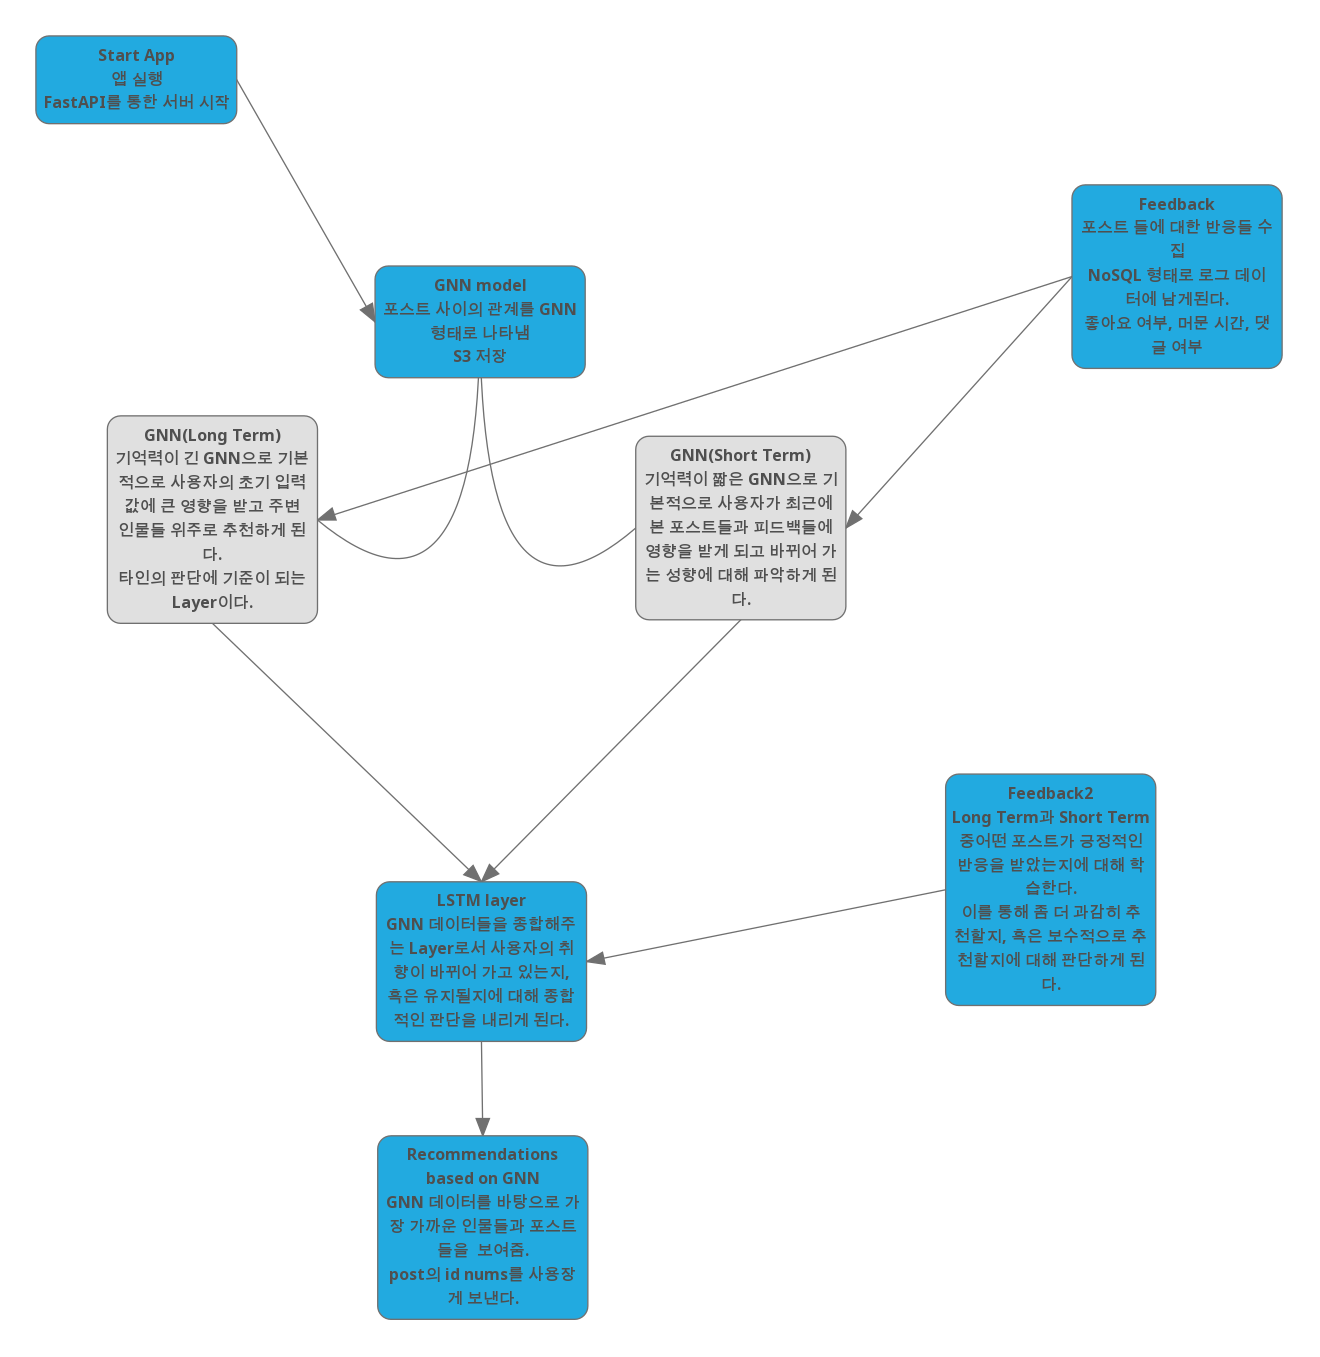 Start App
앱 실행
FastAPI를 통한 서버 시작
Feedback
포스트 들에 대한 반응들 수
집
NoSQL 형태로 로그 데이
터에 남게된다.
좋아요 여부, 머문 시간, 댓
글 여부
GNN model
포스트 사이의 관계를 GNN
형태로 나타냄
S3 저장
GNN(Long Term)
기억력이 긴 GNN으로 기본
적으로 사용자의 초기 입력
값에 큰 영향을 받고 주변
인물들 위주로 추천하게 된
다.
타인의 판단에 기준이 되는
Layer이다.
GNN(Short Term)
기억력이 짧은 GNN으로 기
본적으로 사용자가 최근에
본 포스트들과 피드백들에
영향을 받게 되고 바뀌어 가
는 성향에 대해 파악하게 된
다.
Feedback2
Long Term과 Short Term
중어떤 포스트가 긍정적인
반응을 받았는지에 대해 학
습한다.
이를 통해 좀 더 과감히 추
천할지, 혹은 보수적으로 추
천할지에 대해 판단하게 된
다.
LSTM layer
GNN 데이터들을 종합해주
는 Layer로서 사용자의 취
향이 바뀌어 가고 있는지,
혹은 유지될지에 대해 종합
적인 판단을 내리게 된다.
Recommendations
based on GNN
GNN 데이터를 바탕으로 가
장 가까운 인물들과 포스트
들을 보여줌.
post의 id nums를 사용장
게 보낸다.